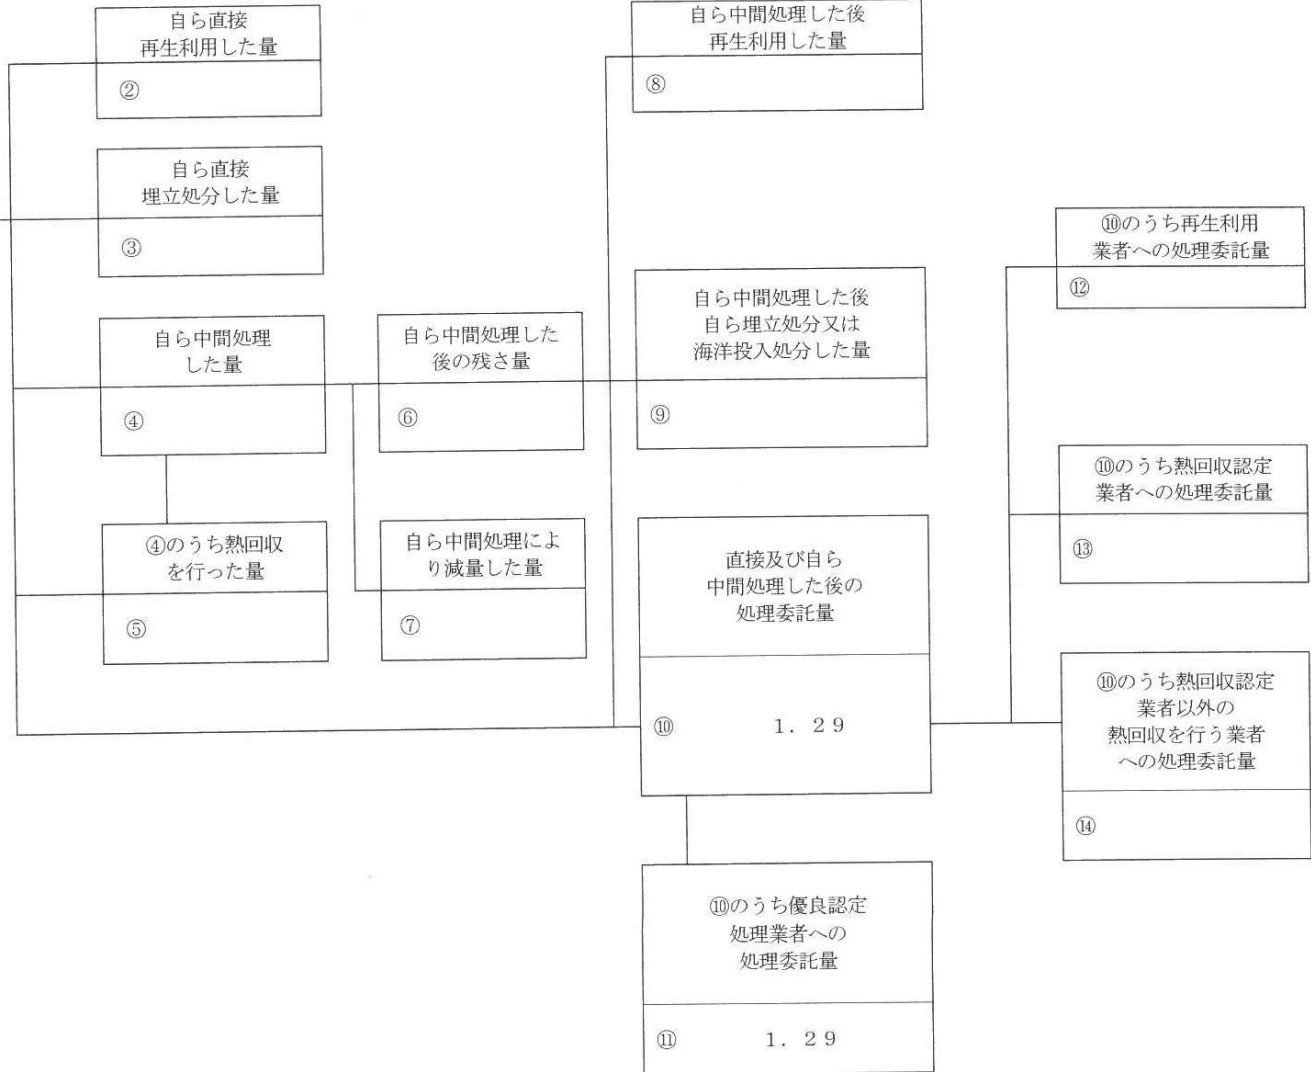 自ら直接
再生利用した量
②
自ら直接
埋立処分した量
③
自ら中間処理
した量
④
④のうち熱回収
を行った量
⑤
自ら中間処理した
後の残さ量
⑥
自ら中間処理によ
り減量した量
⑦
自ら中間処理した後
再生利用した量
⑧
自ら中間処理した後
自ら埋立処分又は
海洋投入処分した量
⑨
直接及び自ら
中間処理した後の
処理委託量
⑩ 1.29
⑩のうち優良認定
処理業者への
処理委託量
⑪ 1.29
⑩のうち再生利用
業者への処理委託量
⑫
⑩のうち熱回収認定
業者への処理委託量
⑬
⑩のうち熱回収認定
業者以外の
熱回収を行う業者
への処理委託量
⑭